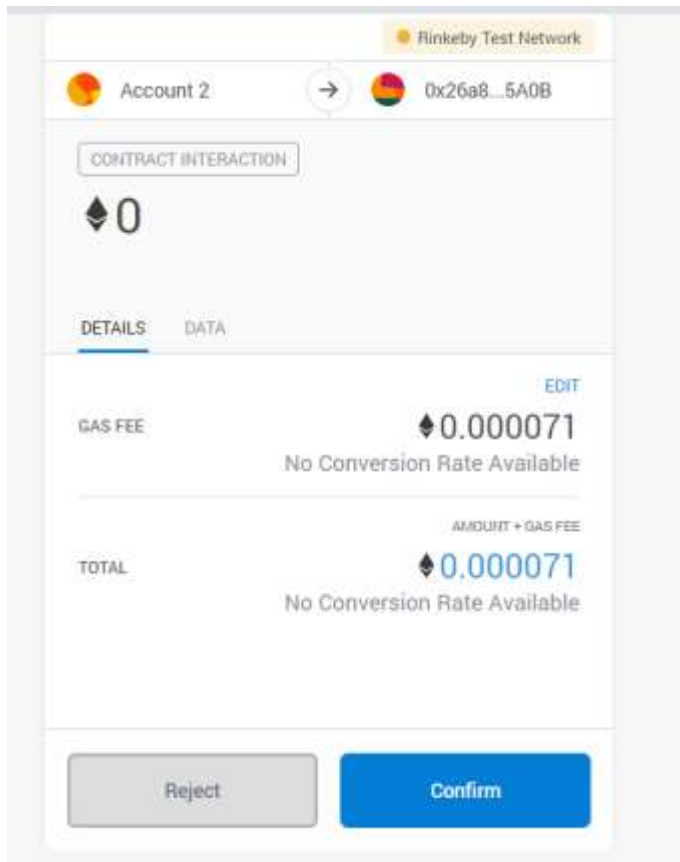 Rinkeby Test Network
Account 2
0x26a8...5A0B
CONTRACT INTERACTION
0
DETAILS DATA
EDIT
GAS FEE
0.000071
No Conversion Rate Available
AMOUNT + GAS FEE
TOTAL
0.000071
No Conversion Rate Available
Reject Confirm